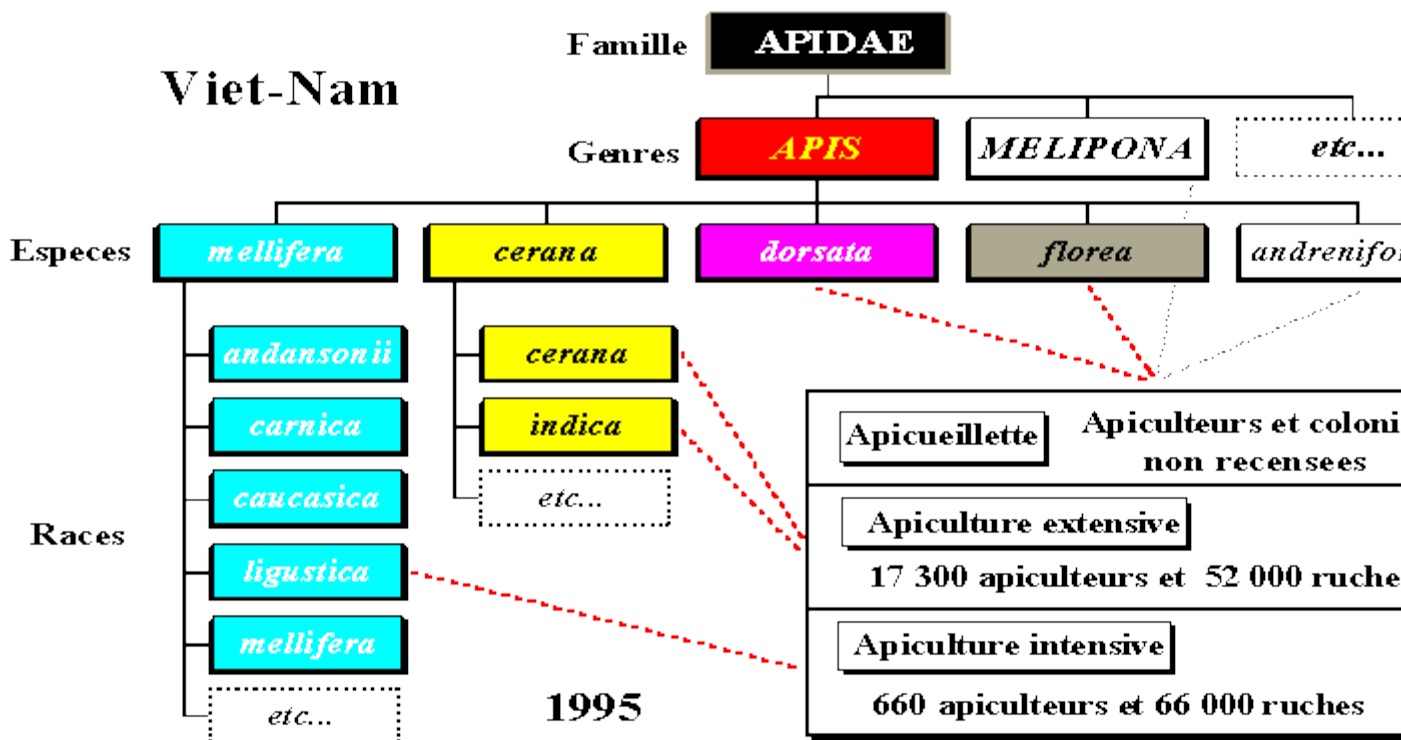 Famille APIDAE
Viet-Nam
Genres APIS MELIPONA etc...
Especes mellifera cerana dorsata florea andrenifor
andansonii cerana
carnica indica
caucasica etc...
Races
ligustica
mellifera
etc...
1995
Apicueillette Apiculteurs et coloni
non recensees
Apiculture extensive
17 300 apiculteurs et 52 000 ruche
Apiculture intensive
660 apiculteurs et 66 000 ruches